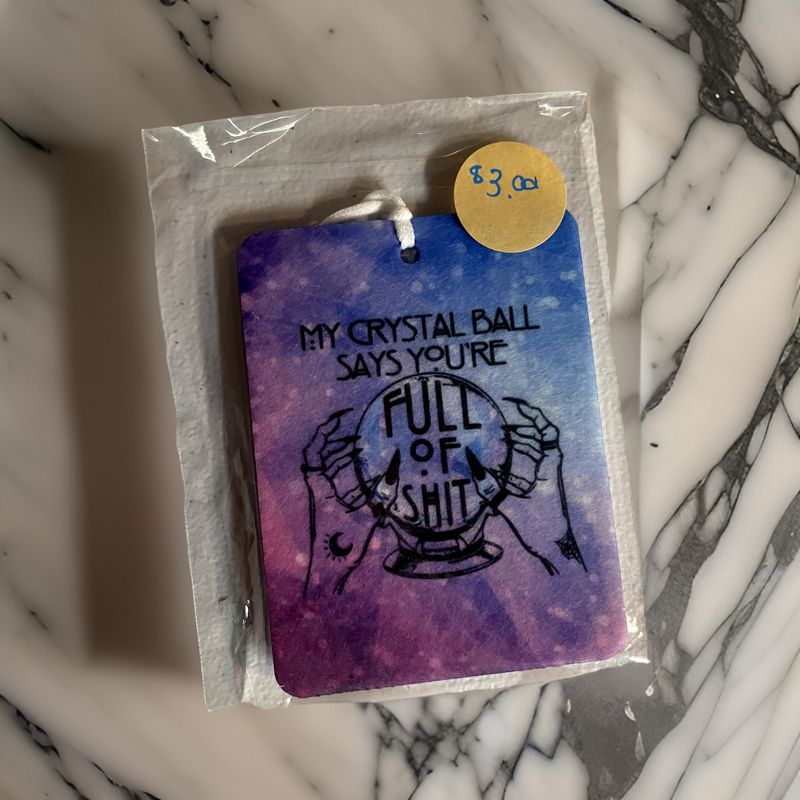 $3.00
MY CRYSTAL BALL
SAYS YOU'RE
FULL
OF
SHIT